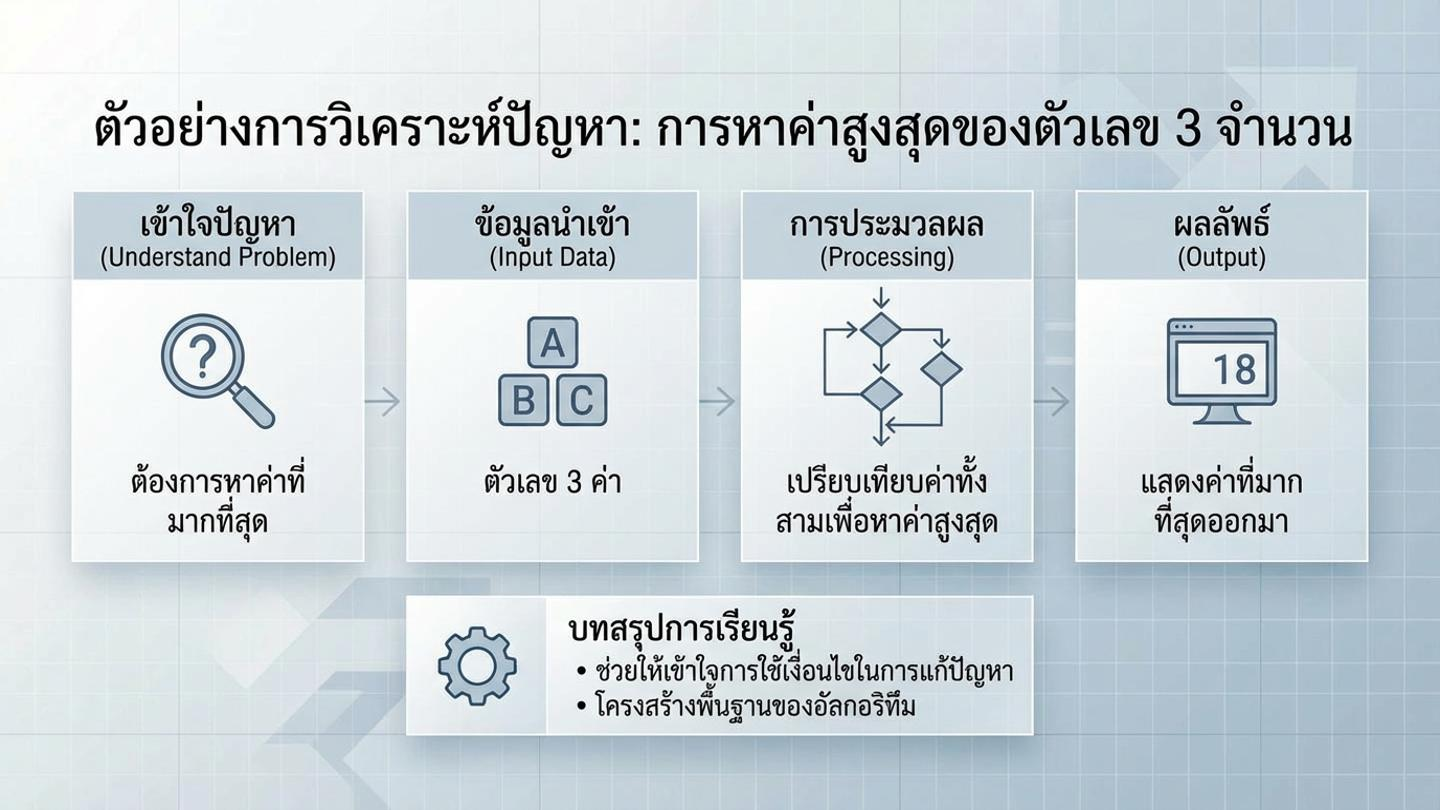 ตัวอย่างการวิเคราะห์ปัญหา: การหาค่าสูงสุดของตัวเลข 3 จำนวน
เข้าใจปัญหา
(Understand Problem)
?
ต้องการหาค่าที่
มากที่สุด
ข้อมูลนำเข้า
(Input Data)
A
B C
ตัวเลข 3 ค่า
การประมวลผล
(Processing)
เปรียบเทียบค่าทั้ง
สามเพื่อหาค่าสูงสุด
ผลลัพธ์
(Output)
18
แสดงค่าที่มาก
ที่สุดออกมา
บทสรุปการเรียนรู้
• ช่วยให้เข้าใจการใช้เงื่อนไขในการแก้ปัญหา
• โครงสร้างพื้นฐานของอัลกอริทึม